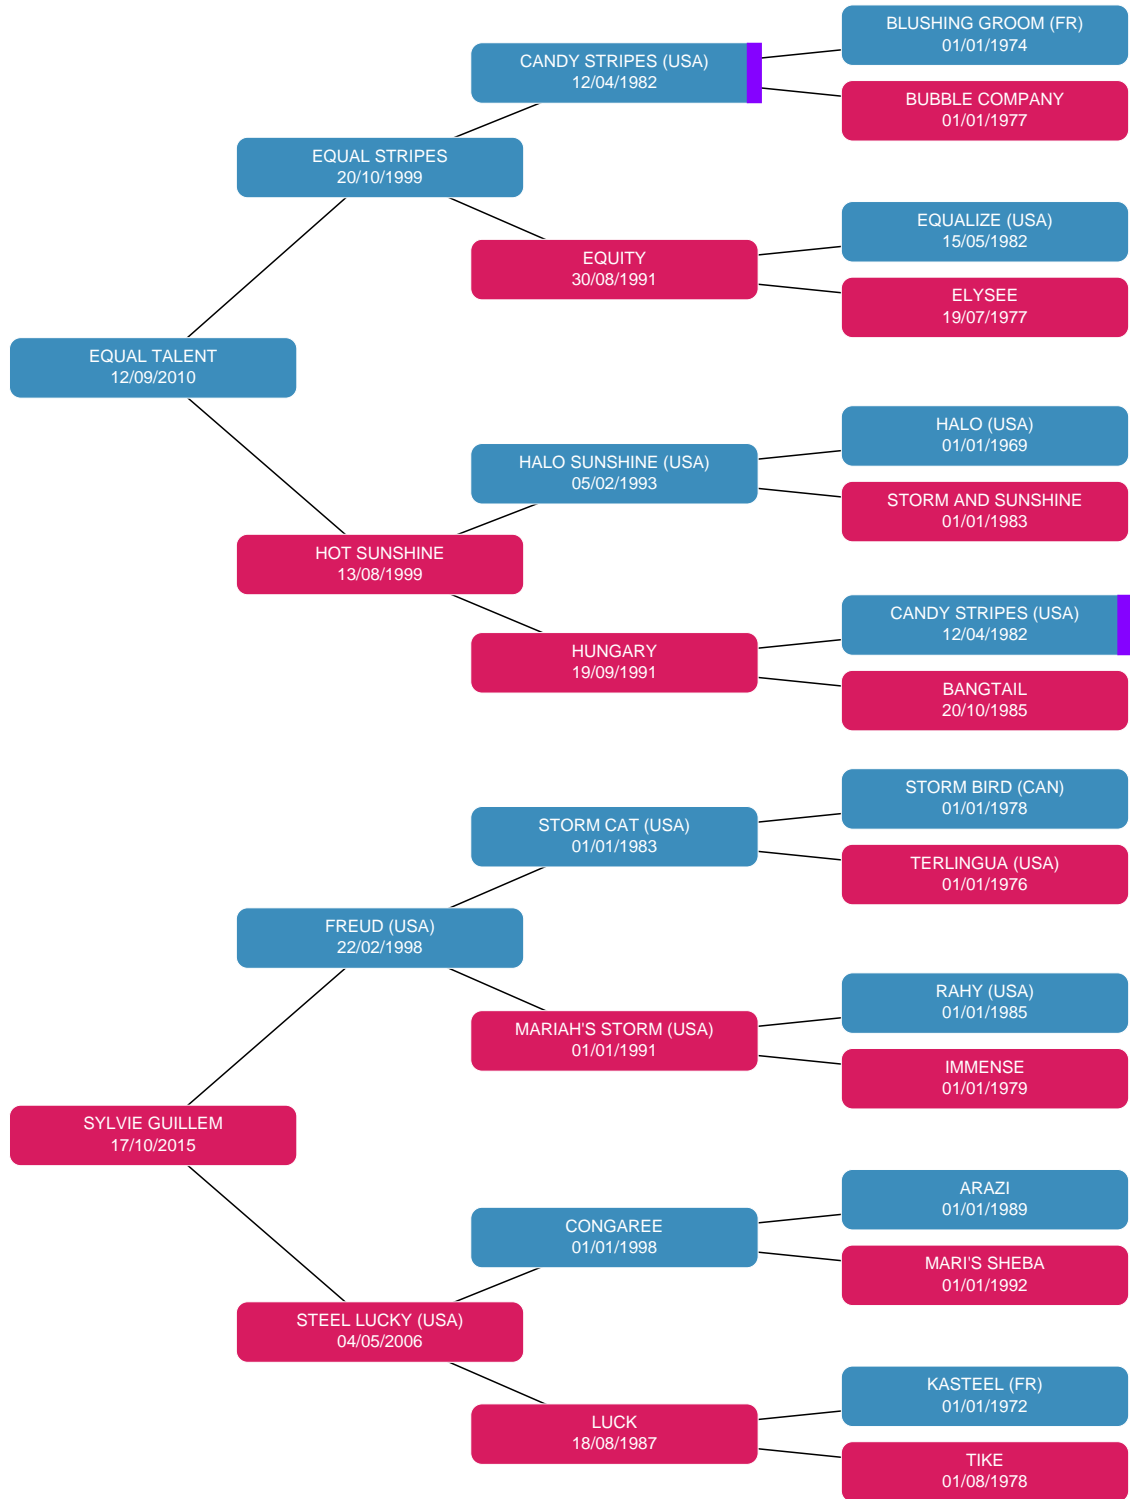 BLUSHING GROOM (FR)
01/01/1974
CANDY STRIPES (USA)
12/04/1982
BUBBLE COMPANY
01/01/1977
EQUAL STRIPES
20/10/1999
EQUALIZE (USA)
15/05/1982
EQUITY
30/08/1991
ELYSEE
19/07/1977
EQUAL TALENT
12/09/2010
HALO (USA)
01/01/1969
HALO SUNSHINE (USA)
05/02/1993
STORM AND SUNSHINE
01/01/1983
HOT SUNSHINE
13/08/1999
CANDY STRIPES (USA)
12/04/1982
HUNGARY
19/09/1991
BANGTAIL
20/10/1985
STORM BIRD (CAN)
01/01/1978
STORM CAT (USA)
01/01/1983
TERLINGUA (USA)
01/01/1976
FREUD (USA)
22/02/1998
RAHY (USA)
01/01/1985
MARIAH'S STORM (USA)
01/01/1991
IMMENSE
01/01/1979
SYLVIE GUILLEM
17/10/2015
ARAZI
01/01/1989
CONGAREE
01/01/1998
MARI'S SHEBA
01/01/1992
STEEL LUCKY (USA)
04/05/2006
KASTEEL (FR)
01/01/1972
LUCK
18/08/1987
TIKE
01/08/1978